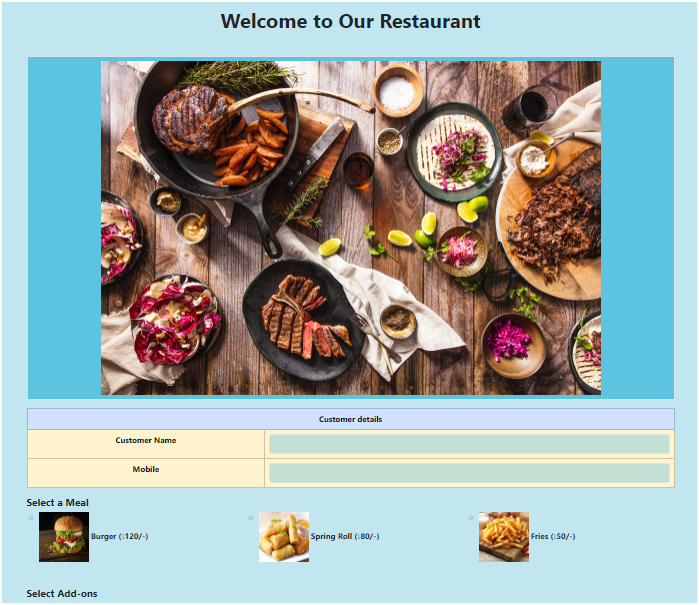 Welcome to Our Restaurant
Customer details
Customer Name
Mobile
Select a Meal
Burger (৳120/-)
Spring Roll (৳80/-)
Fries (৳50/-)
Select Add-ons